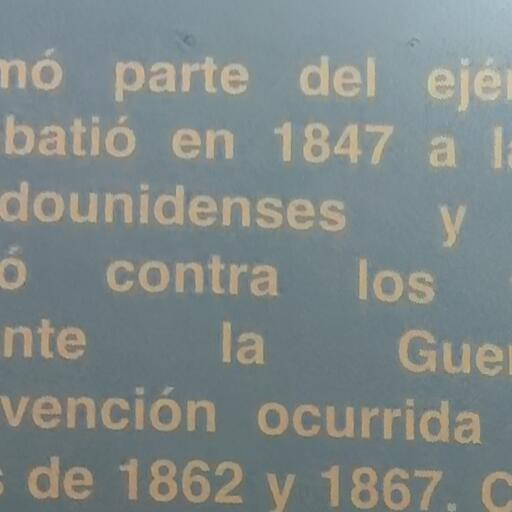 mó parte del ejér
batió en 1847 a la
dounidenses y
ó contra los
nte la Guer
vención ocurrida
s de 1862 y 1867. C